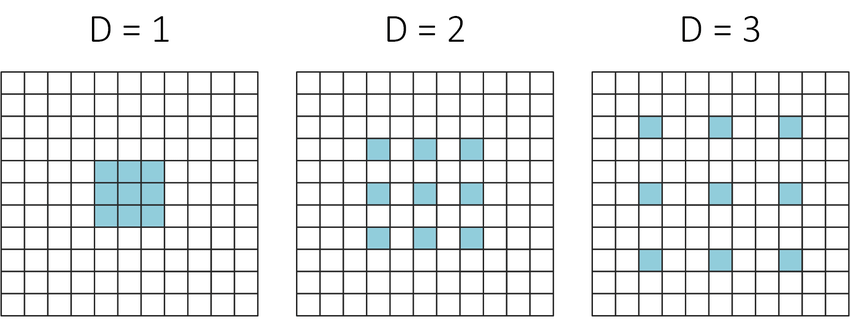 D = 1
D = 2
D = 3